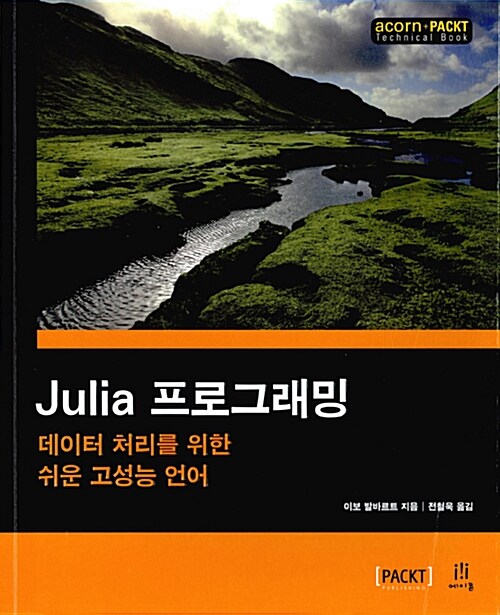 acorn+PACKT
Technical Book
Julia 프로그래밍
데이터 처리를 위한
쉬운 고성능 언어
이보 발바르트 지음 | 전철욱 옮김
[PACKT]
PUBLISHING
에이콘